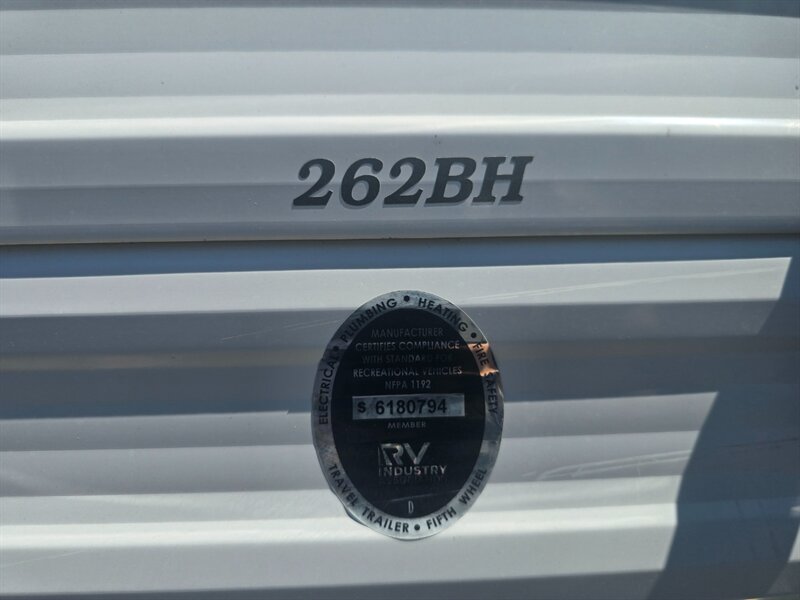 262BH
ELECTRICAL • PLUMBING • HEATING • FIRE SAFETY
MANUFACTURER
CERTIFIES COMPLIANCE
WITH STANDARD FOR
RECREATIONAL VEHICLES
NFPA 1192
S 6180794
MEMBER
RV
INDUSTRY
D
TRAVEL TRAILER • FIFTH WHEEL